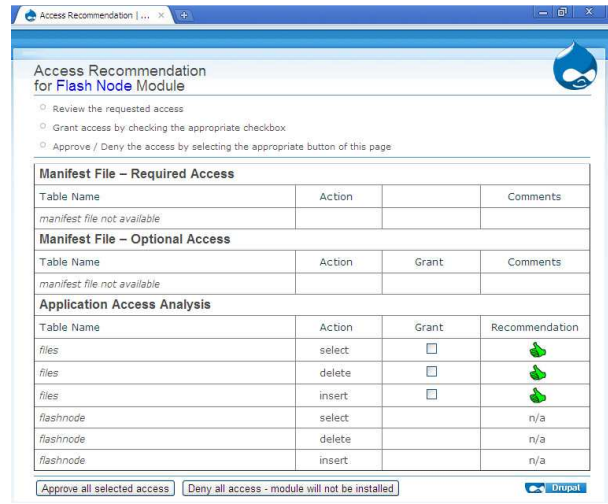 Access Recommendation | ...
Access Recommendation
for Flash Node Module
Review the requested access
Grant access by checking the appropriate checkbox
Approve / Deny the access by selecting the appropriate button of this page
Manifest File – Required Access
Table Name Action Comments
manifest file not available
Manifest File – Optional Access
Table Name Action Grant Comments
manifest file not available
Application Access Analysis
Table Name Action Grant Recommendation
files select
files delete
files insert
flashnode select n/a
flashnode delete n/a
flashnode insert n/a
Approve all selected access Deny all access - module will not be installed Drupal